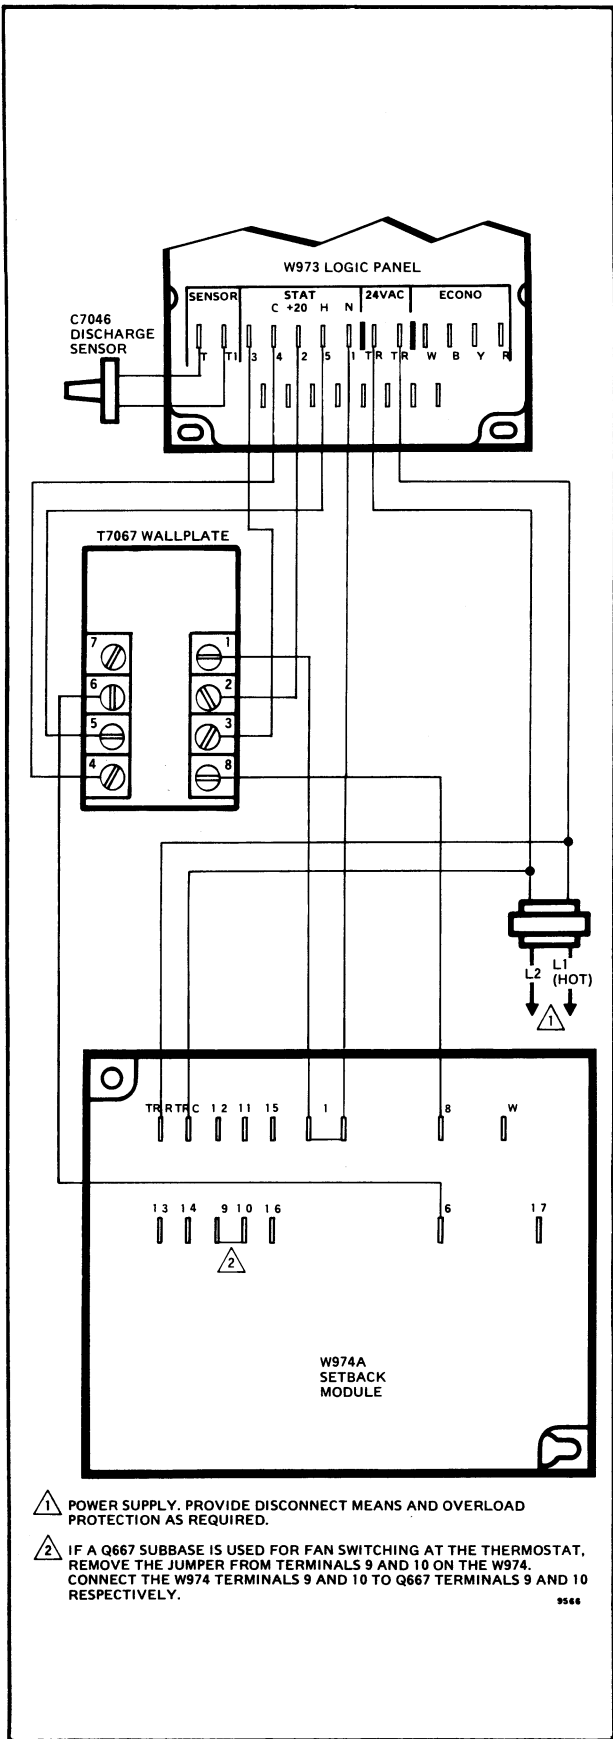 W973 LOGIC PANEL
SENSOR STAT 24VAC ECONO
C +20 H N
C7046
DISCHARGE
SENSOR
T T1 3 4 2 5 1 TR TR W B Y R
T7067 WALLPLATE
7 1
6 2
5 3
4 8
L2 L1
(HOT)
1
TR R TR C 12 11 15 1 8 W
13 14 9 10 16 6 17
2
W974A
SETBACK
MODULE
1 POWER SUPPLY. PROVIDE DISCONNECT MEANS AND OVERLOAD
PROTECTION AS REQUIRED.
2 IF A Q667 SUBBASE IS USED FOR FAN SWITCHING AT THE THERMOSTAT,
REMOVE THE JUMPER FROM TERMINALS 9 AND 10 ON THE W974.
CONNECT THE W974 TERMINALS 9 AND 10 TO Q667 TERMINALS 9 AND 10
RESPECTIVELY.
9566